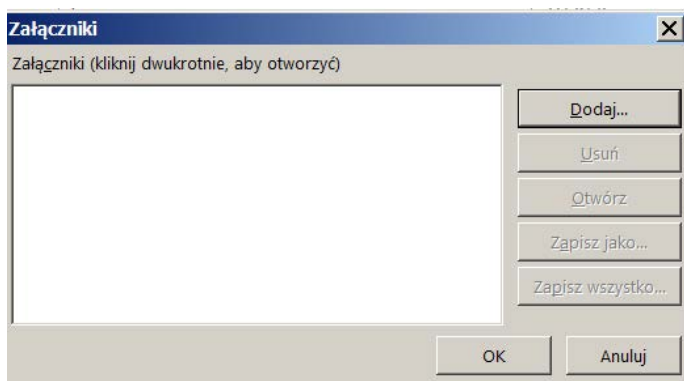 Załączniki
Załączniki (kliknij dwukrotnie, aby otworzyć)
Dodaj...
Usuń
Otwórz
Zapisz jako...
Zapisz wszystko...
OK Anuluj